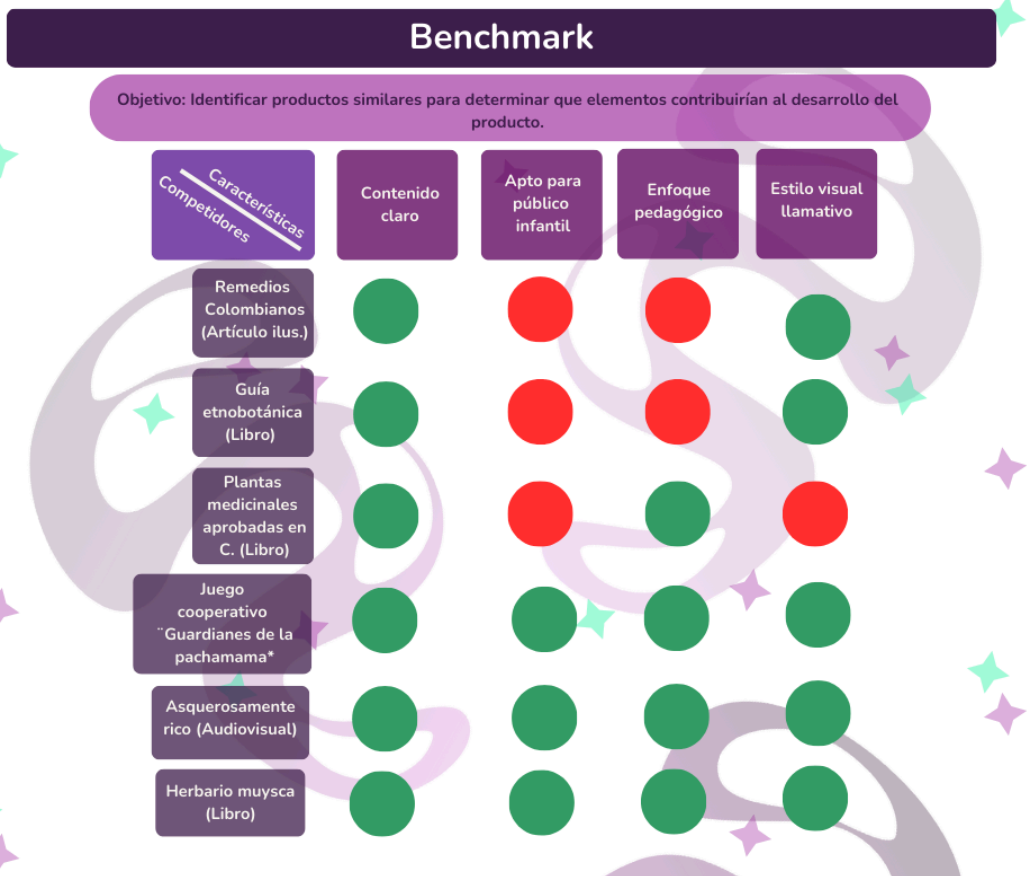 Benchmark
Objetivo: Identificar productos similares para determinar que elementos contribuirían al desarrollo del
producto.
Características
Competidores
Contenido
claro
Apto para
público
infantil
Enfoque
pedagógico
Estilo visual
llamativo
Remedios
Colombianos
(Artículo ilus.)
Guía
etnobotánica
(Libro)
Plantas
medicinales
aprobadas en
C. (Libro)
Juego
cooperativo
¨Guardianes de la
pachamama*
Asquerosamente
rico (Audiovisual)
Herbario muysca
(Libro)